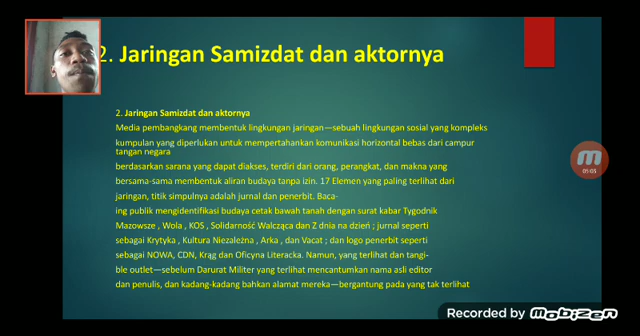 2. Jaringan Samizdat dan aktornya
2. Jaringan Samizdat dan aktornya
Media pembangkang membentuk lingkungan jaringan—sebuah lingkungan sosial yang kompleks
kumpulan yang diperlukan untuk mempertahankan komunikasi horizontal bebas dari campur
tangan negara
berdasarkan sarana yang dapat diakses, terdiri dari orang, perangkat, dan makna yang
bersama-sama membentuk aliran budaya tanpa izin. 17 Elemen yang paling terlihat dari
jaringan, titik simpulnya adalah jurnal dan penerbit. Baca-
ing publik mengidentifikasi budaya cetak bawah tanah dengan surat kabar Tygodnik
Mazowsze , Wola , KOS , Solidarność Walcząca dan Z dnia na dzień ; jurnal seperti
sebagai Krytyka , Kultura Niezależna , Arka , dan Vacat ; dan logo penerbit seperti
sebagai NOWA, CDN, Krąg dan Oficyna Literacka. Namun, yang terlihat dan tangi-
ble outlet—sebelum Darurat Militer yang terlihat mencantumkan nama asli editor
dan penulis, dan kadang-kadang bahkan alamat mereka—bergantung pada yang tak terlihat
1:05
Recorded by Mobizen